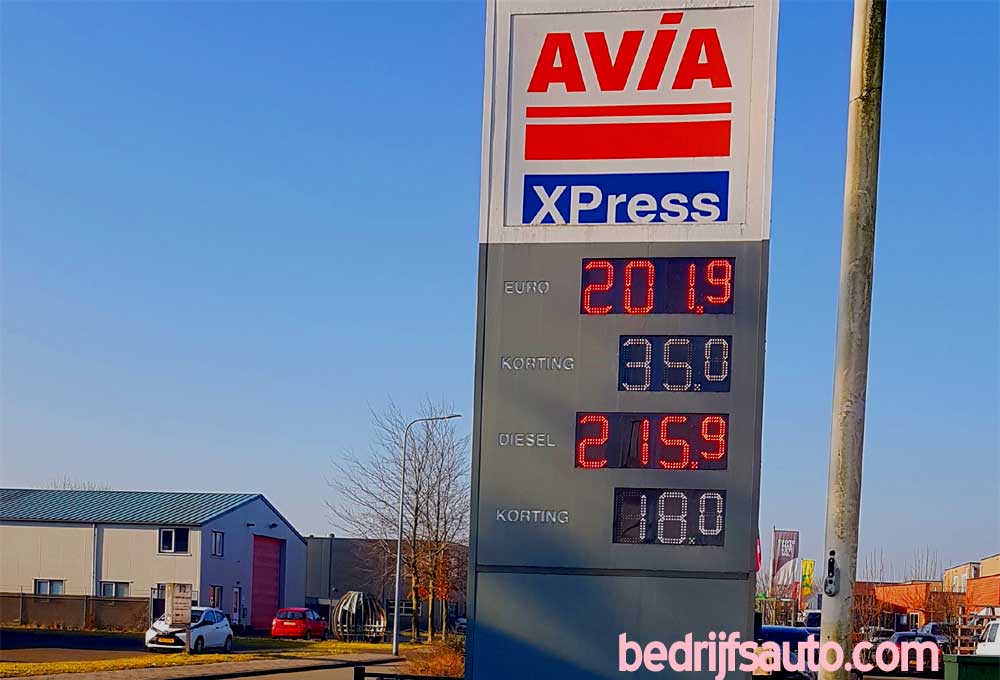 AViA
XPress
EURO 201.9
KORTING 35.0
DIESEL 215.9
KORTING 18.0
bedrijfsauto.com